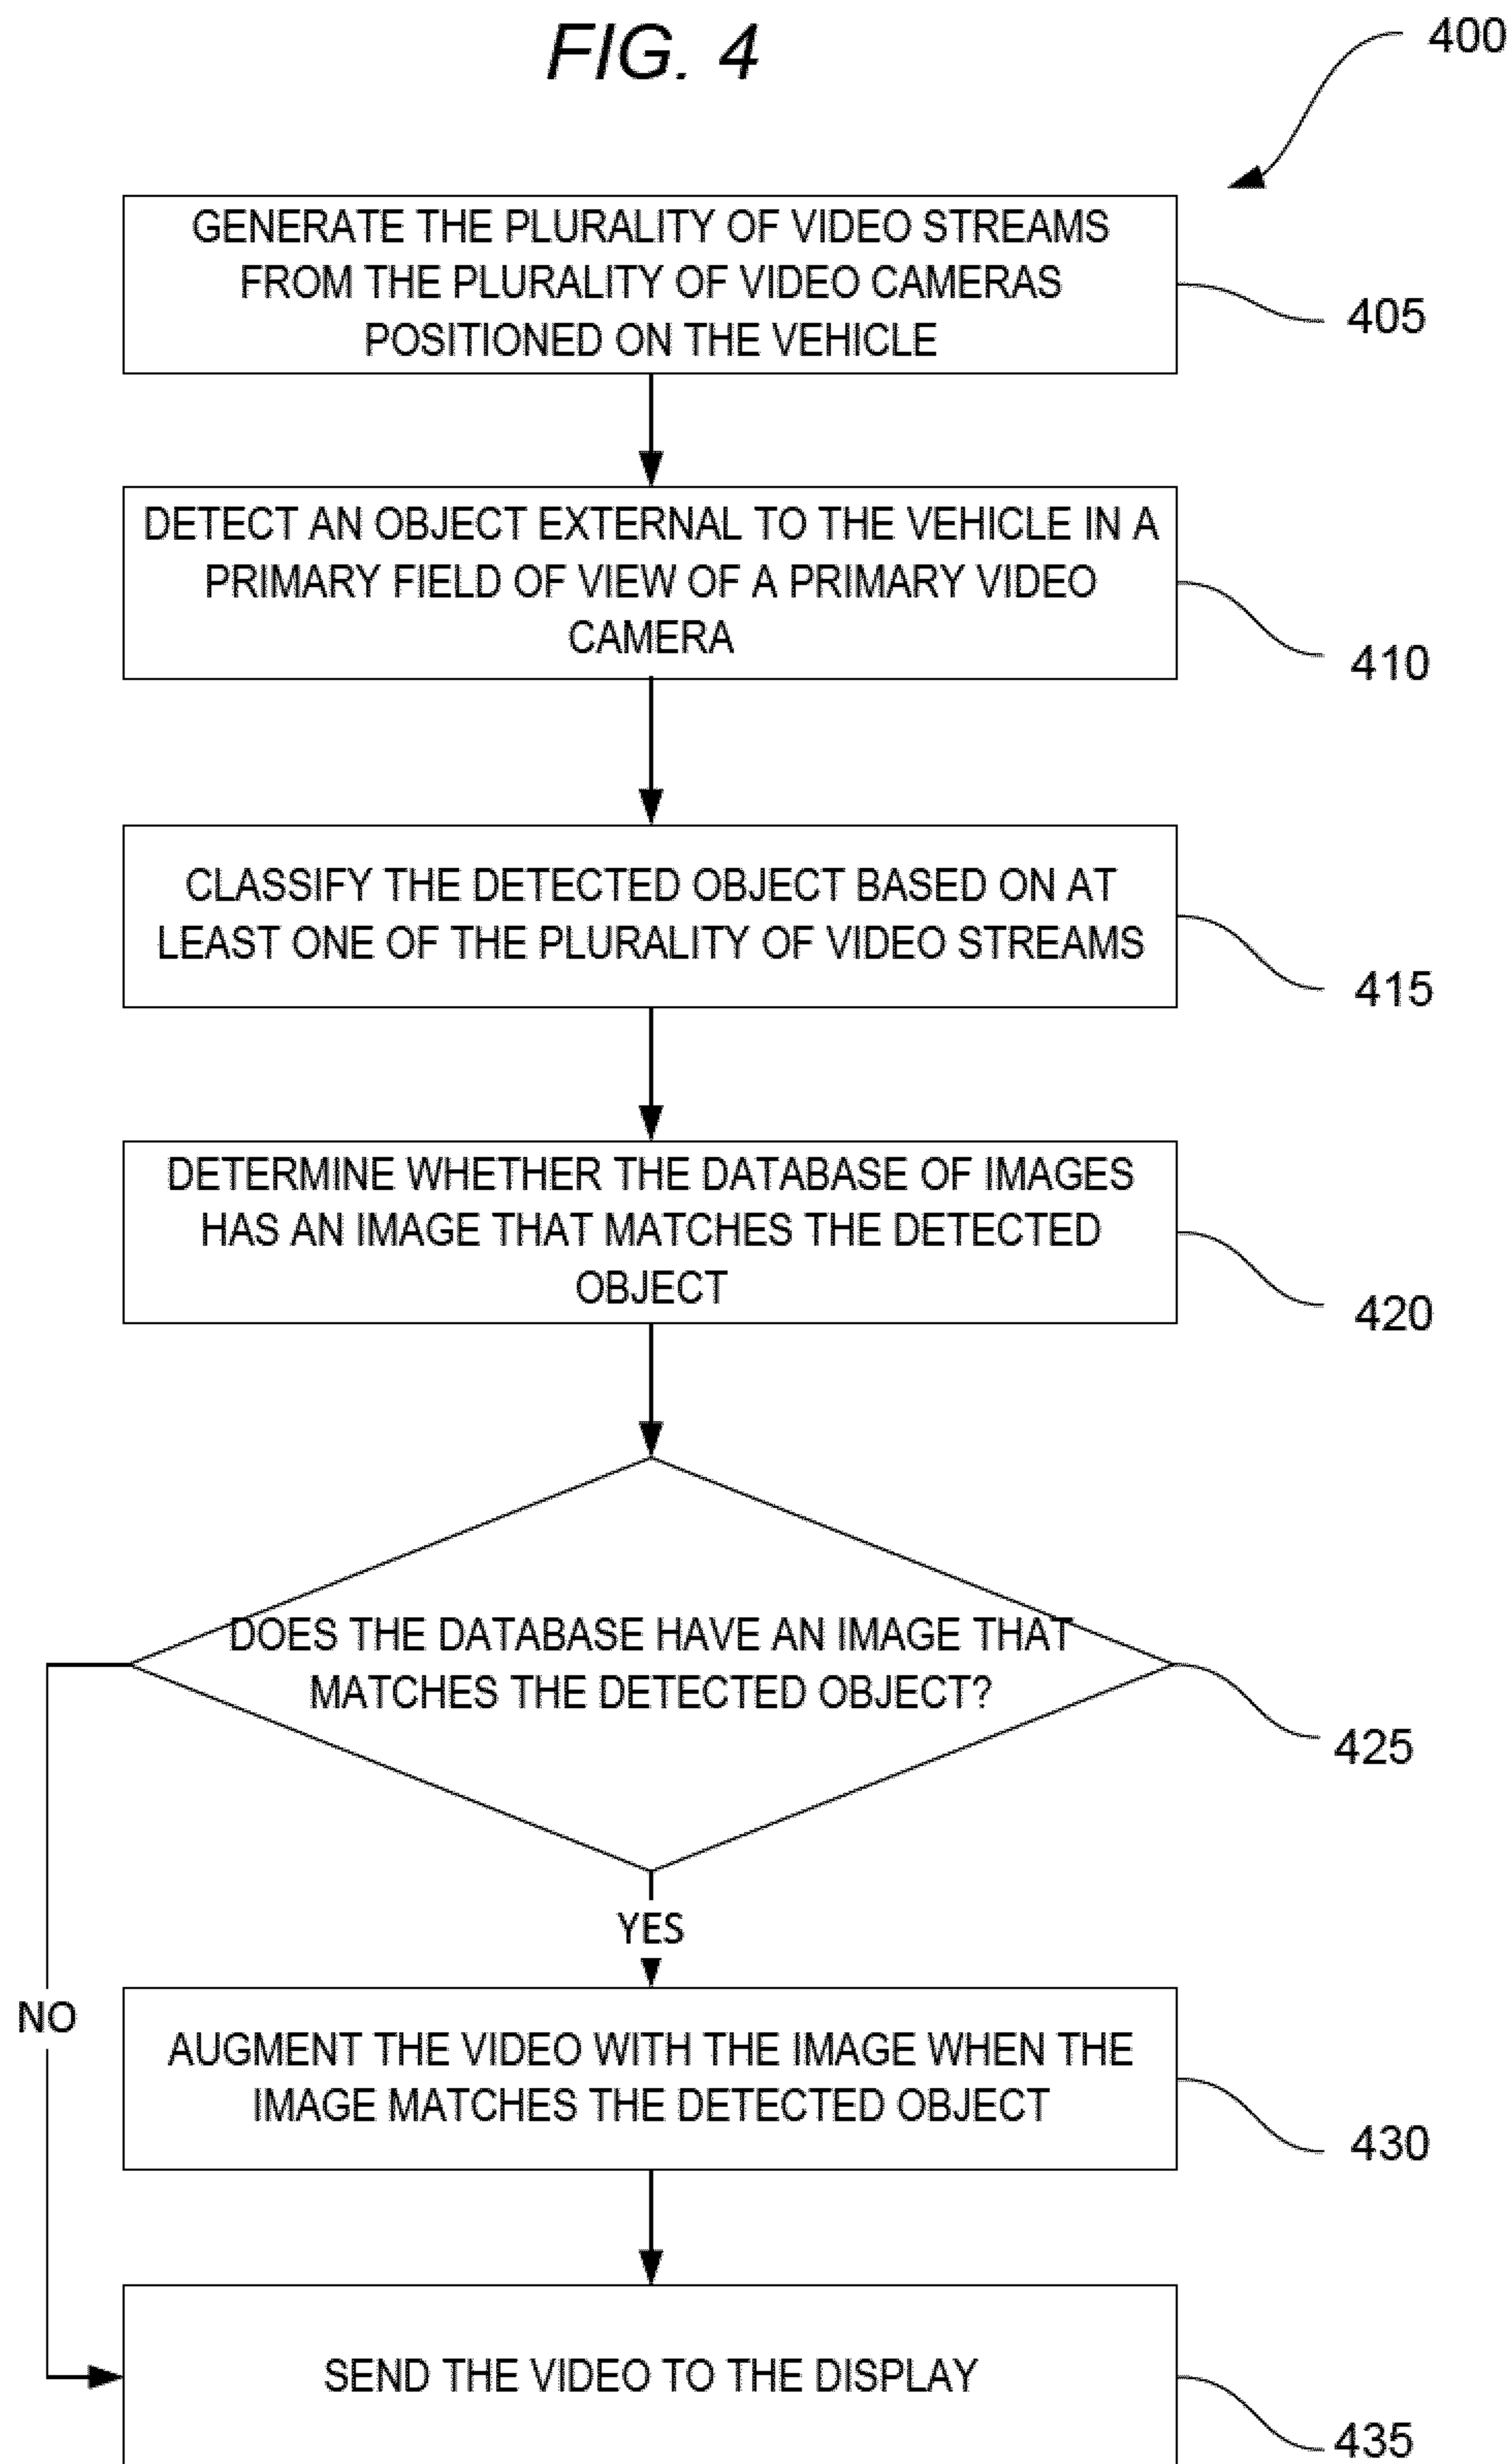 FIG. 4
400
GENERATE THE PLURALITY OF VIDEO STREAMS
FROM THE PLURALITY OF VIDEO CAMERAS
POSITIONED ON THE VEHICLE
405
DETECT AN OBJECT EXTERNAL TO THE VEHICLE IN A
PRIMARY FIELD OF VIEW OF A PRIMARY VIDEO
CAMERA
410
CLASSIFY THE DETECTED OBJECT BASED ON AT
LEAST ONE OF THE PLURALITY OF VIDEO STREAMS
415
DETERMINE WHETHER THE DATABASE OF IMAGES
HAS AN IMAGE THAT MATCHES THE DETECTED
OBJECT
420
DOES THE DATABASE HAVE AN IMAGE THAT
MATCHES THE DETECTED OBJECT?
425
YES
NO
AUGMENT THE VIDEO WITH THE IMAGE WHEN THE
IMAGE MATCHES THE DETECTED OBJECT
430
SEND THE VIDEO TO THE DISPLAY
435